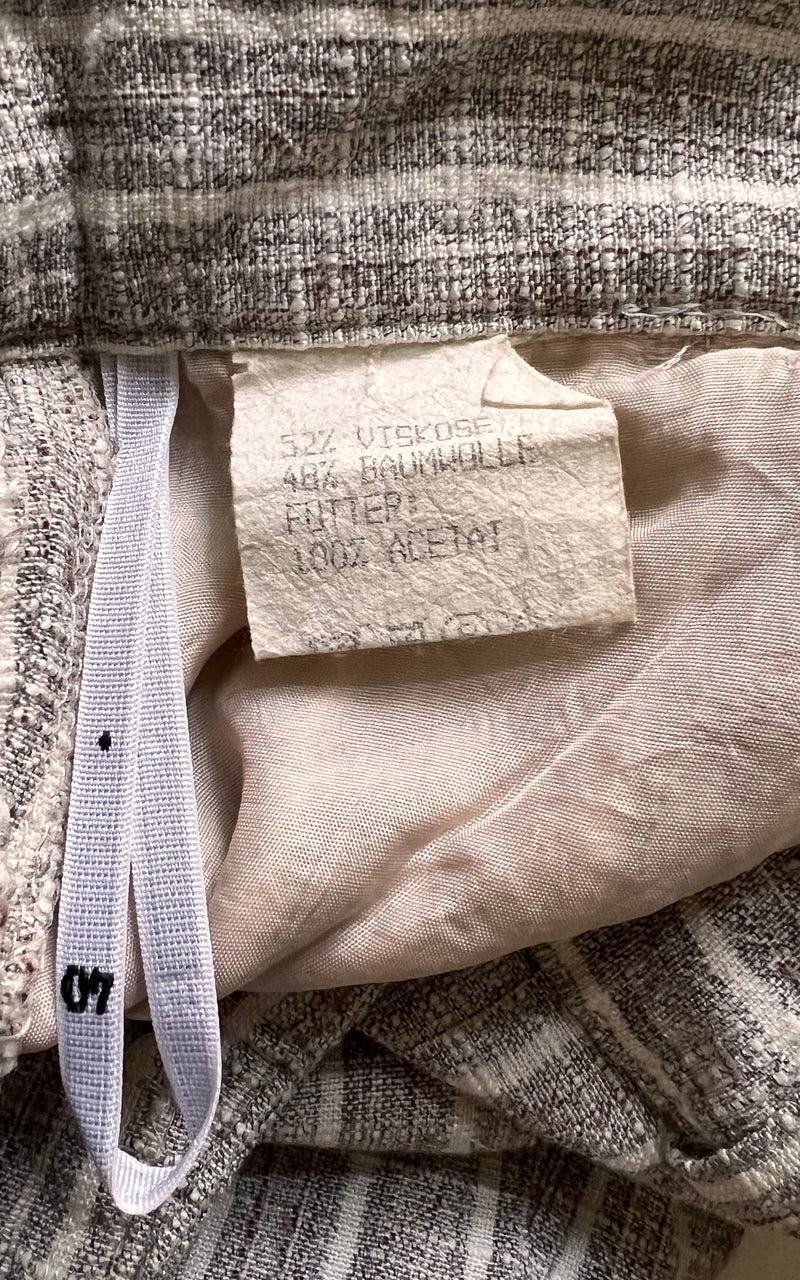 52% VISKOSE
48% BAUMWOLLE
FUTTER:
100% ACETAT
40